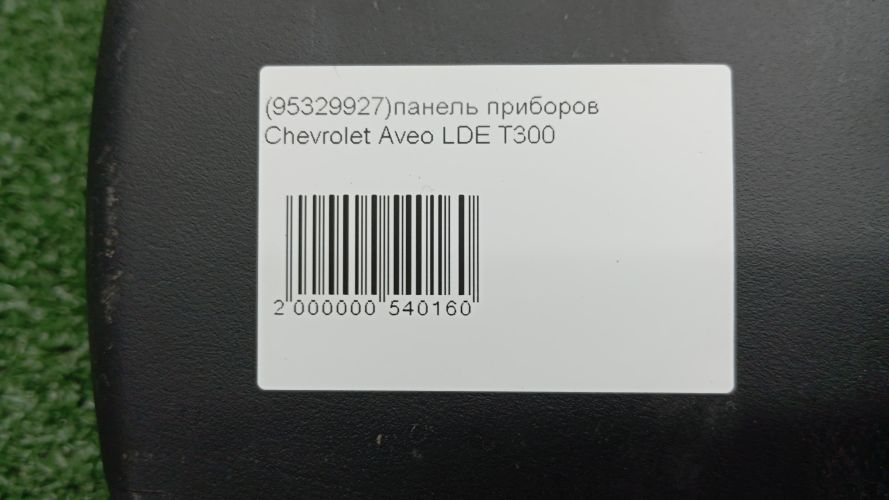 (95329927)панель приборов
Chevrolet Aveo LDE T300
2 000000 540160